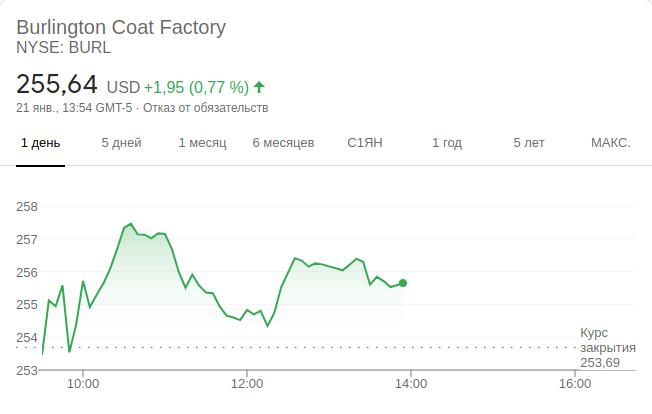 Burlington Coat Factory
NYSE: BURL
255,64 USD +1,95 (0,77 %)
21 янв., 13:54 GMT-5 · Отказ от обязательств
1 день 5 дней 1 месяц 6 месяцев С1ЯН 1 год 5 лет МАКС.
258
257
256
255
254
253
Курс
закрытия
253,69
10:00 12:00 14:00 16:00